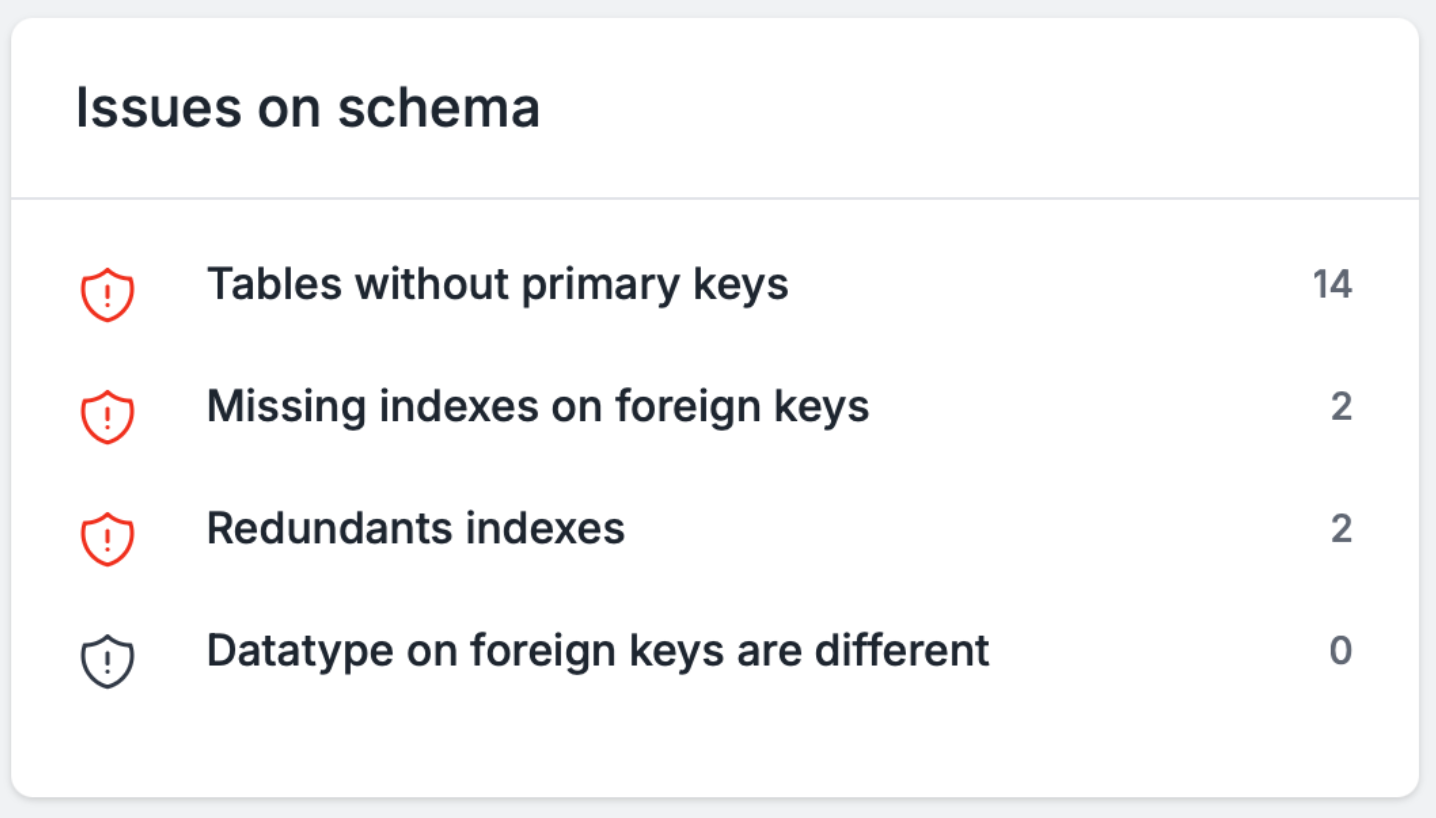 Issues on schema
Tables without primary keys 14
Missing indexes on foreign keys 2
Redundants indexes 2
Datatype on foreign keys are different 0